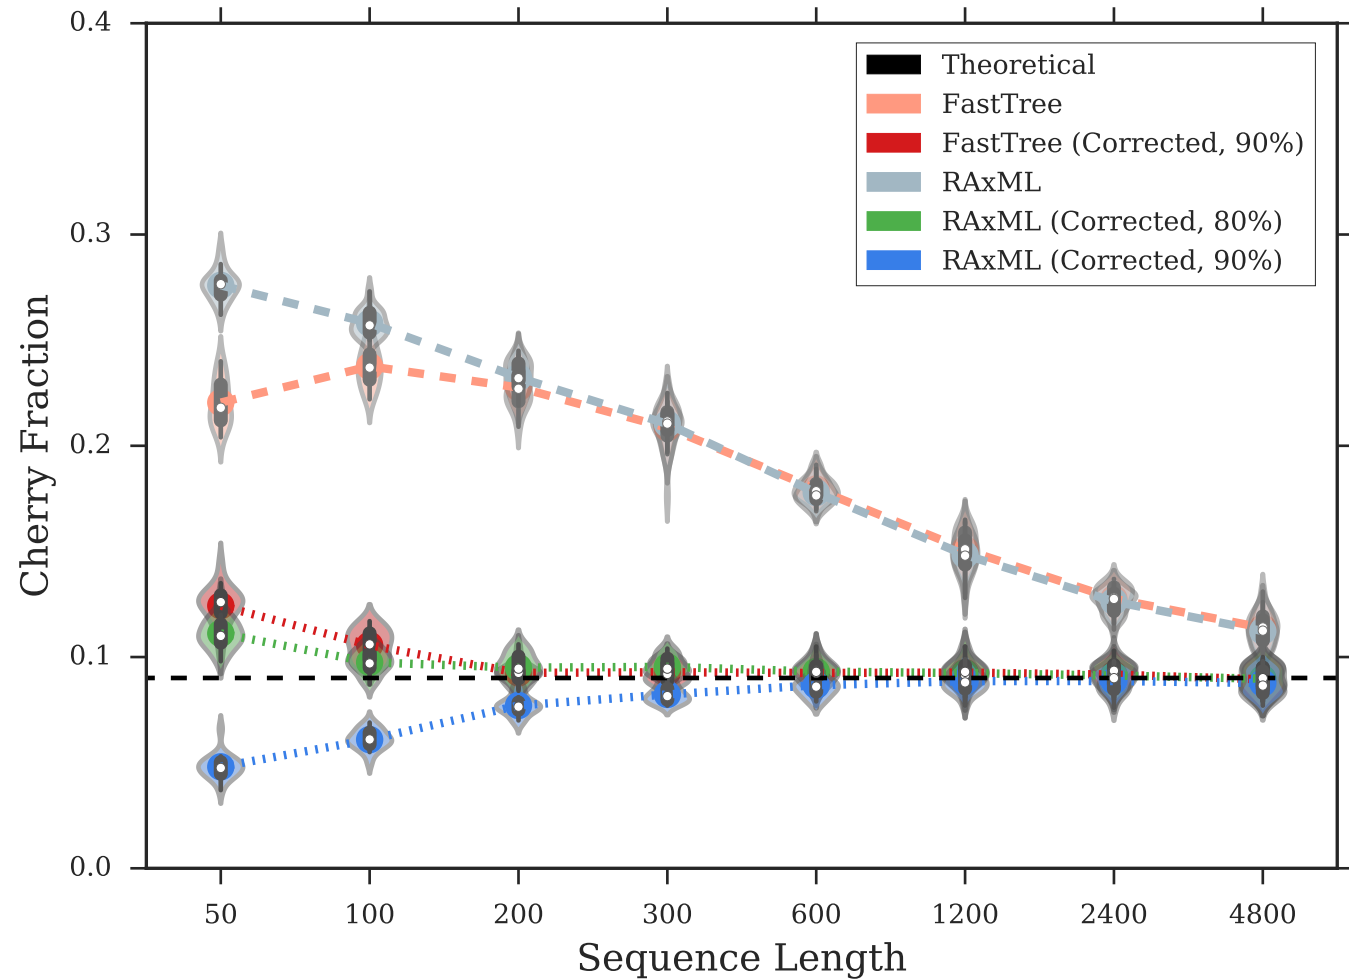 0.4
0.3
0.2
0.1
0.0
Cherry Fraction
Theoretical
FastTree
FastTree (Corrected, 90%)
RAxML
RAxML (Corrected, 80%)
RAxML (Corrected, 90%)
50 100 200 300 600 1200 2400 4800
Sequence Length